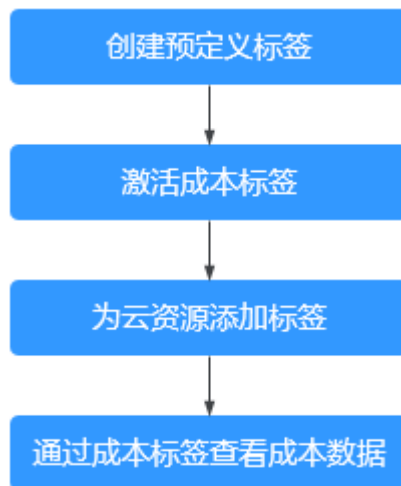 创建预定义标签
激活成本标签
为云资源添加标签
通过成本标签查看成本数据